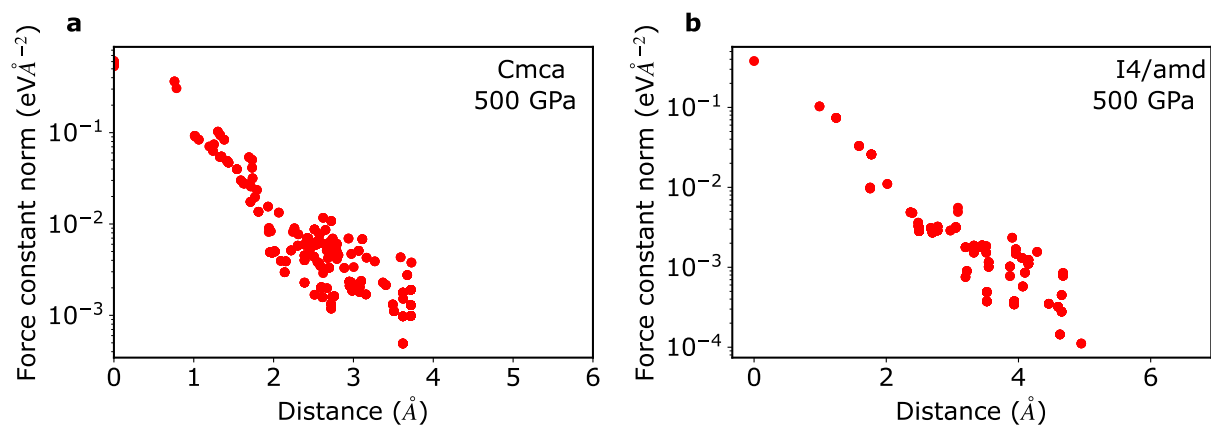 a
Force constant norm (eVÅ⁻²)
10⁻¹
10⁻²
10⁻³
Cmca
500 GPa
0 1 2 3 4 5 6
Distance (Å)
b
Force constant norm (eVÅ⁻²)
10⁻¹
10⁻²
10⁻³
10⁻⁴
I4/amd
500 GPa
0 2 4 6
Distance (Å)